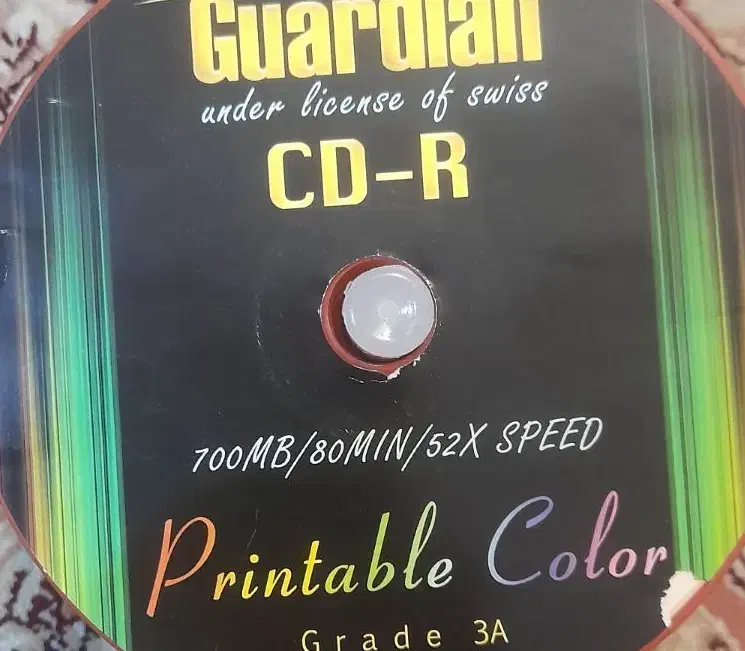 Guardian
under license of swiss
CD-R
700MB/80MIN/52X SPEED
Printable Color
Grade 3A